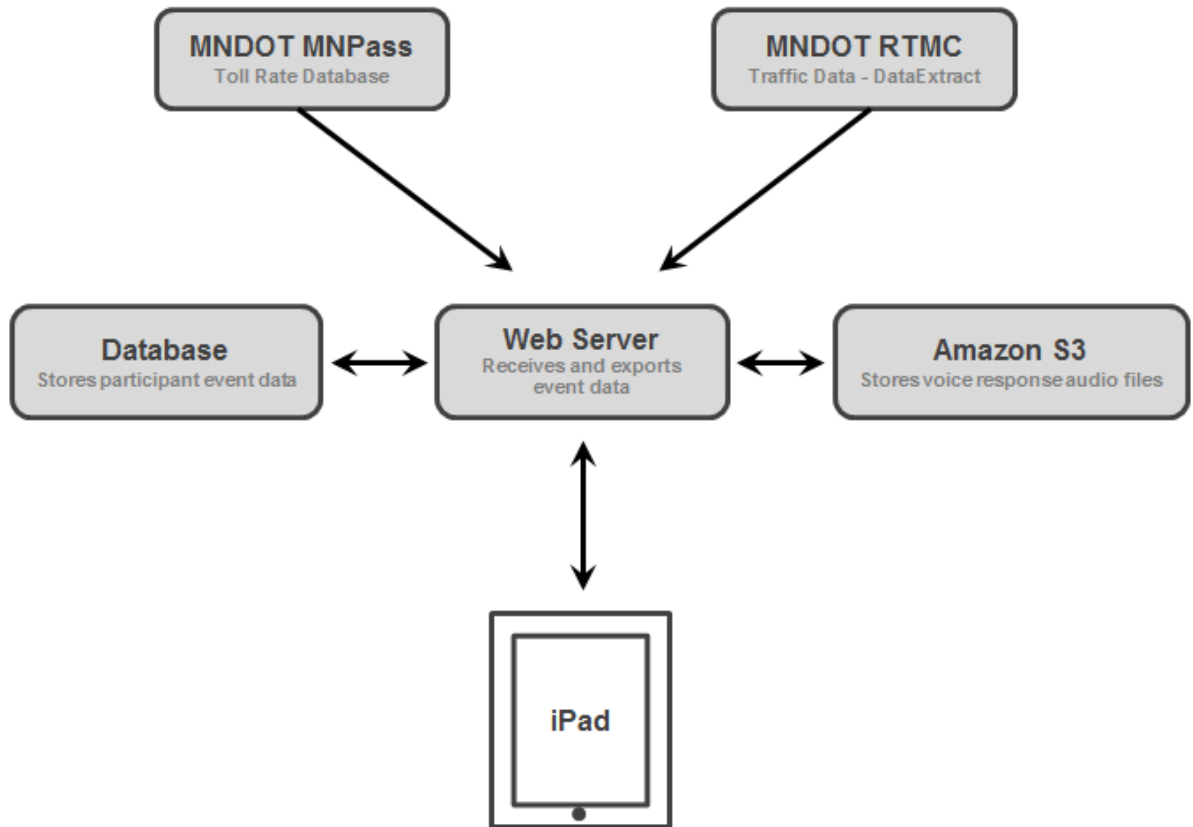 MNDOT MNPass
Toll Rate Database
MNDOT RTMC
Traffic Data - DataExtract
Database
Stores participant event data
Web Server
Receives and exports
event data
Amazon S3
Stores voice response audio files
iPad